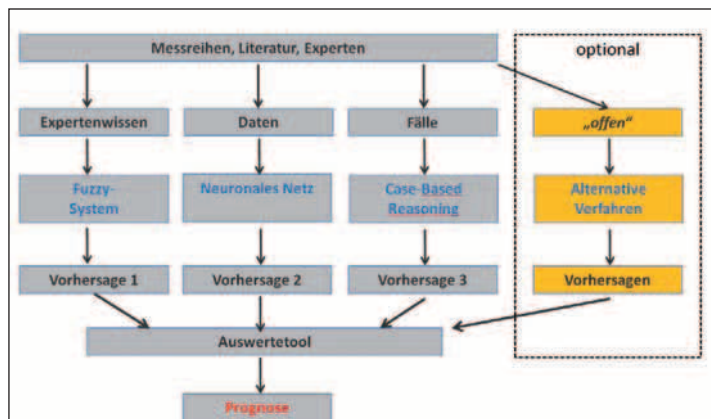 Messreihen, Literatur, Experten
optional
Expertenwissen
Daten
Fälle
„offen“
Fuzzy-
System
Neuronales Netz
Case-Based
Reasoning
Alternative
Verfahren
Vorhersage 1
Vorhersage 2
Vorhersage 3
Vorhersagen
Auswertetool
Prognose